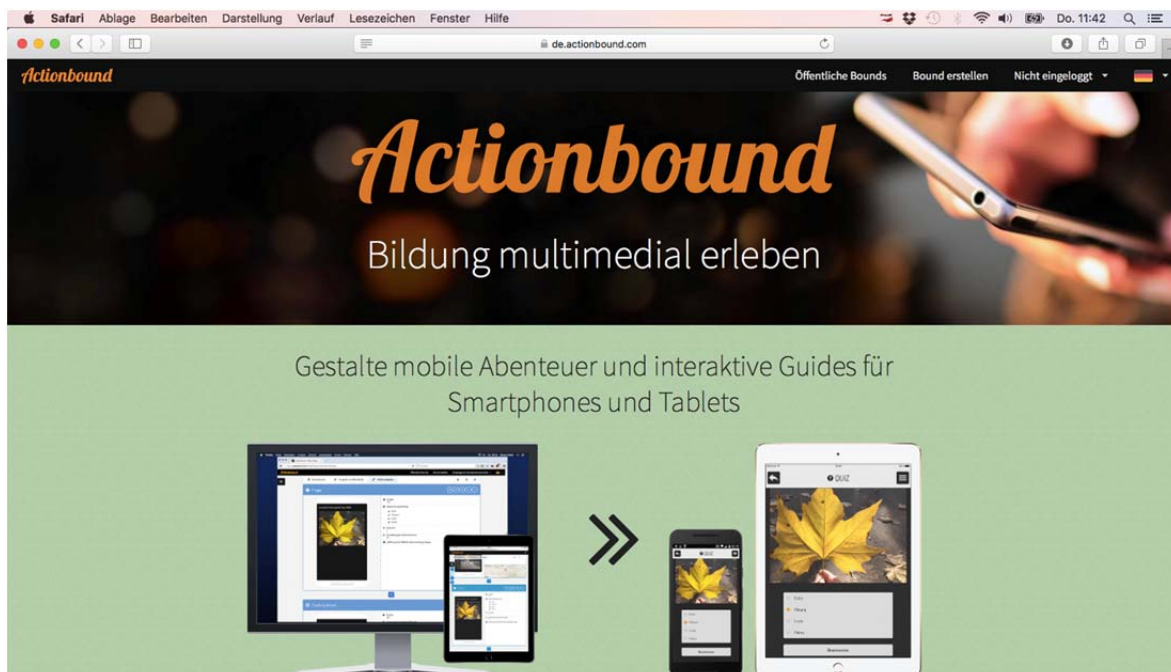 Safari Ablage Bearbeiten Darstellung Verlauf Lesezeichen Fenster Hilfe
Do. 11:42
de.actionbound.com
Actionbound
Öffentliche Bounds Bound erstellen Nicht eingeloggt
Actionbound
Bildung multimedial erleben
Gestalte mobile Abenteuer und interaktive Guides für
Smartphones und Tablets
QUIZ
QUIZ